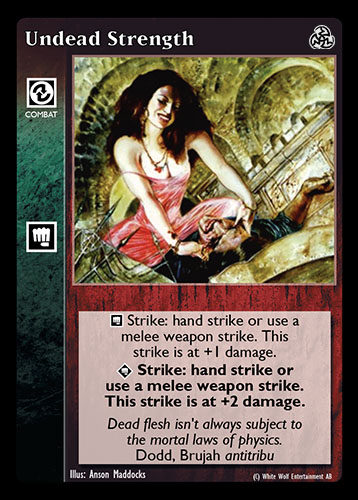 Undead Strength
COMBAT
Strike: hand strike or use a
melee weapon strike. This
strike is at +1 damage.
Strike: hand strike or
use a melee weapon strike.
This strike is at +2 damage.
Dead flesh isn't always subject to
the mortal laws of physics.
Dodd, Brujah antitribu
Illus: Anson Maddocks
(C) White Wolf Entertainment AB